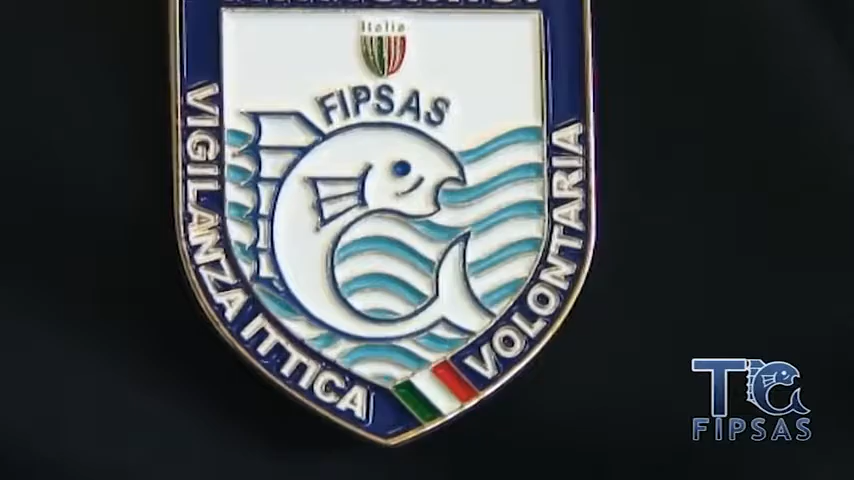 Italia
FIPSAS
VIGILANZA ITTICA
VOLONTARIA
TG
FIPSAS